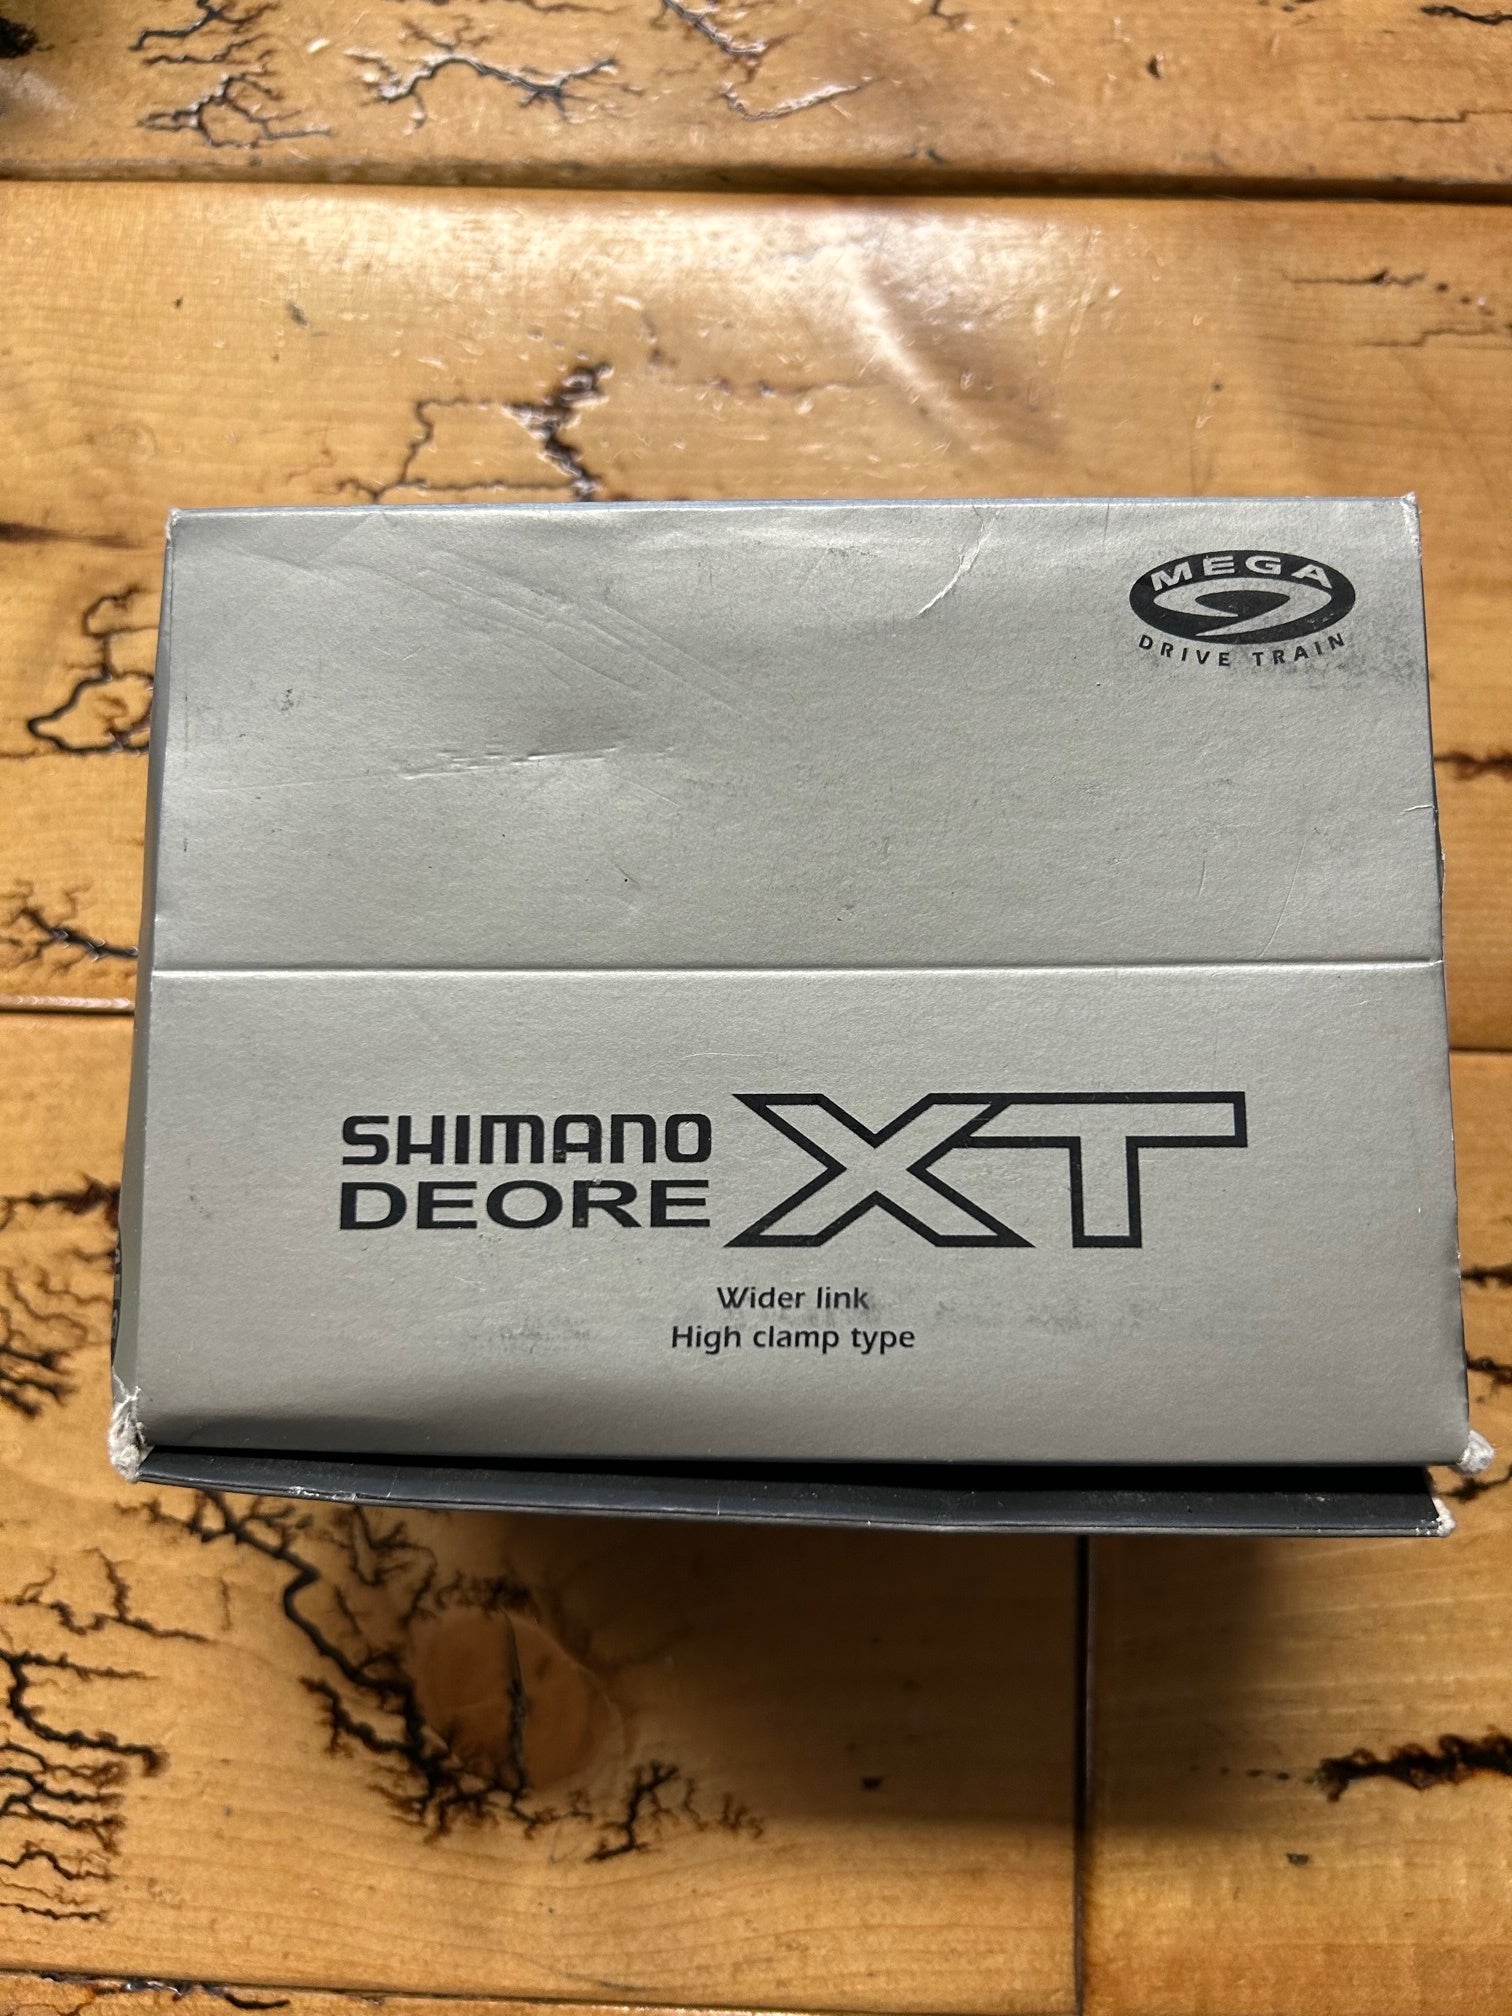 MEGA
9
DRIVE TRAIN
SHIMANO
DEORE XT
Wider link
High clamp type